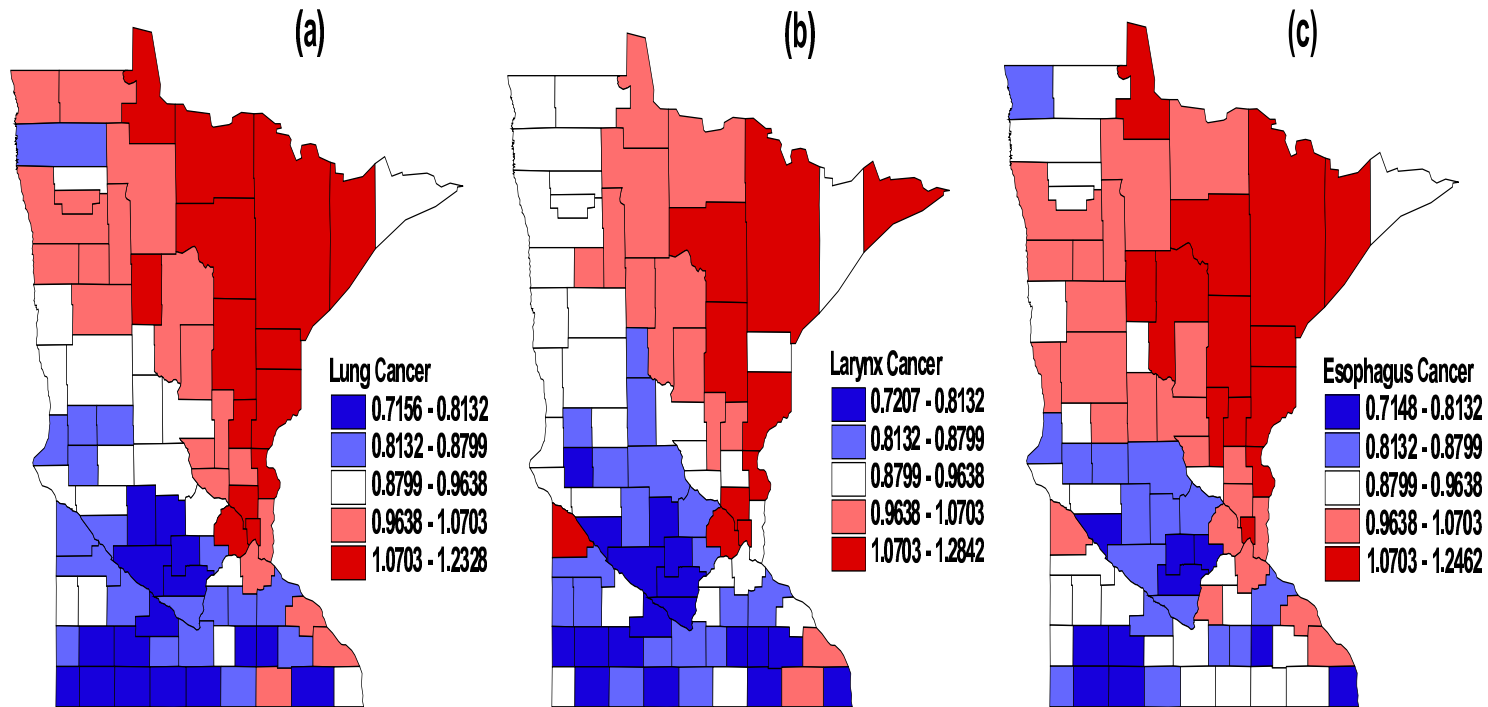 (a)
Lung Cancer
0.7156 - 0.8132
0.8132 - 0.8799
0.8799 - 0.9638
0.9638 - 1.0703
1.0703 - 1.2328
(b)
Larynx Cancer
0.7207 - 0.8132
0.8132 - 0.8799
0.8799 - 0.9638
0.9638 - 1.0703
1.0703 - 1.2842
(c)
Esophagus Cancer
0.7148 - 0.8132
0.8132 - 0.8799
0.8799 - 0.9638
0.9638 - 1.0703
1.0703 - 1.2462